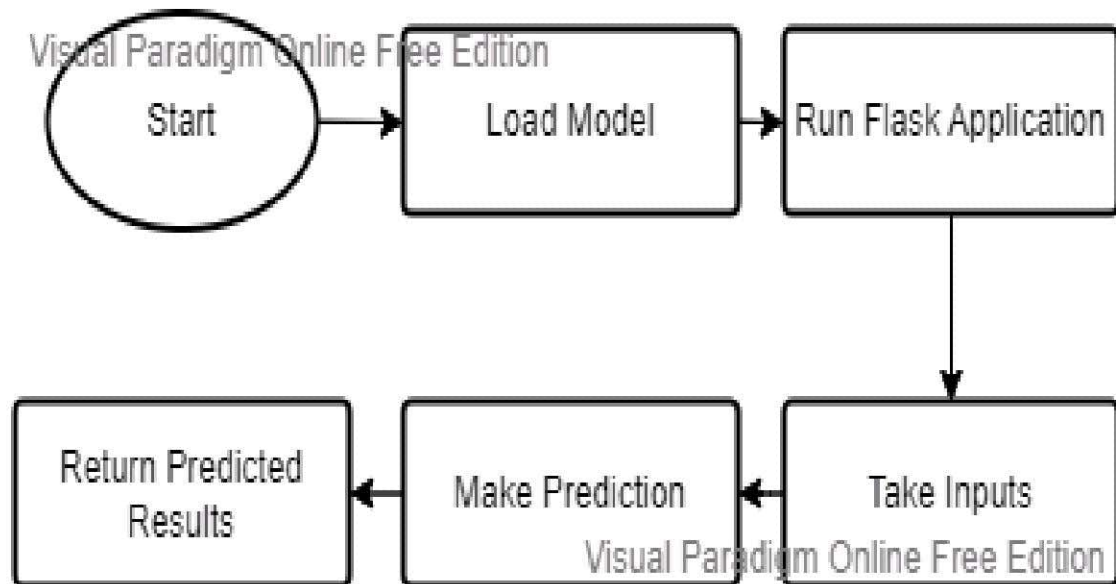 Visual Paradigm Online Free Edition
Start
Load Model
Run Flask Application
Take Inputs
Make Prediction
Return Predicted
Results
Visual Paradigm Online Free Edition